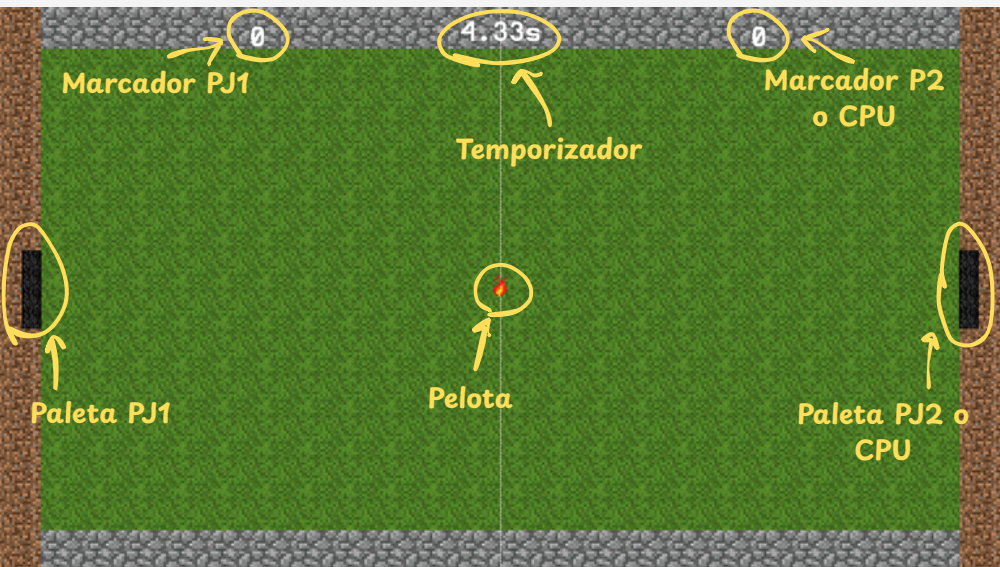 0
4.33s
0
Marcador PJ1
Marcador P2
o CPU
Temporizador
Pelota
Paleta PJ1
Paleta PJ2 o
CPU